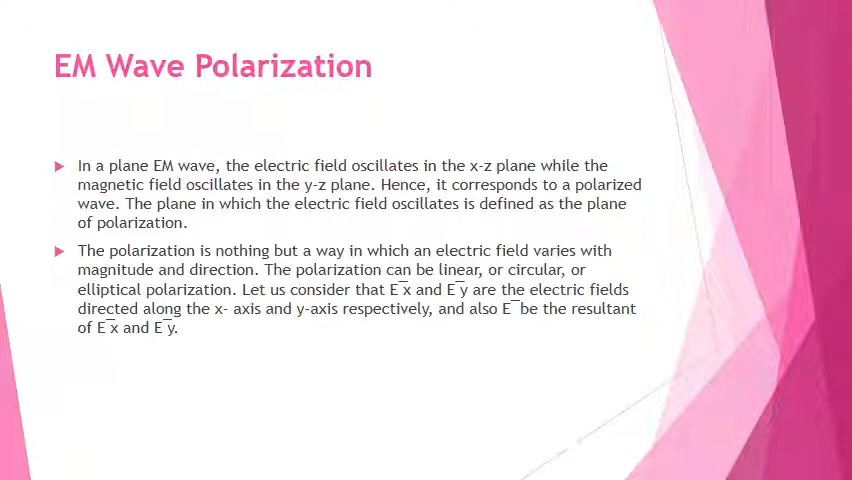 EM Wave Polarization
In a plane EM wave, the electric field oscillates in the x-z plane while the
magnetic field oscillates in the y-z plane. Hence, it corresponds to a polarized
wave. The plane in which the electric field oscillates is defined as the plane
of polarization.
The polarization is nothing but a way in which an electric field varies with
magnitude and direction. The polarization can be linear, or circular, or
elliptical polarization. Let us consider that E¯x and E¯y are the electric fields
directed along the x- axis and y-axis respectively, and also E¯ be the resultant
of E¯x and E¯y.